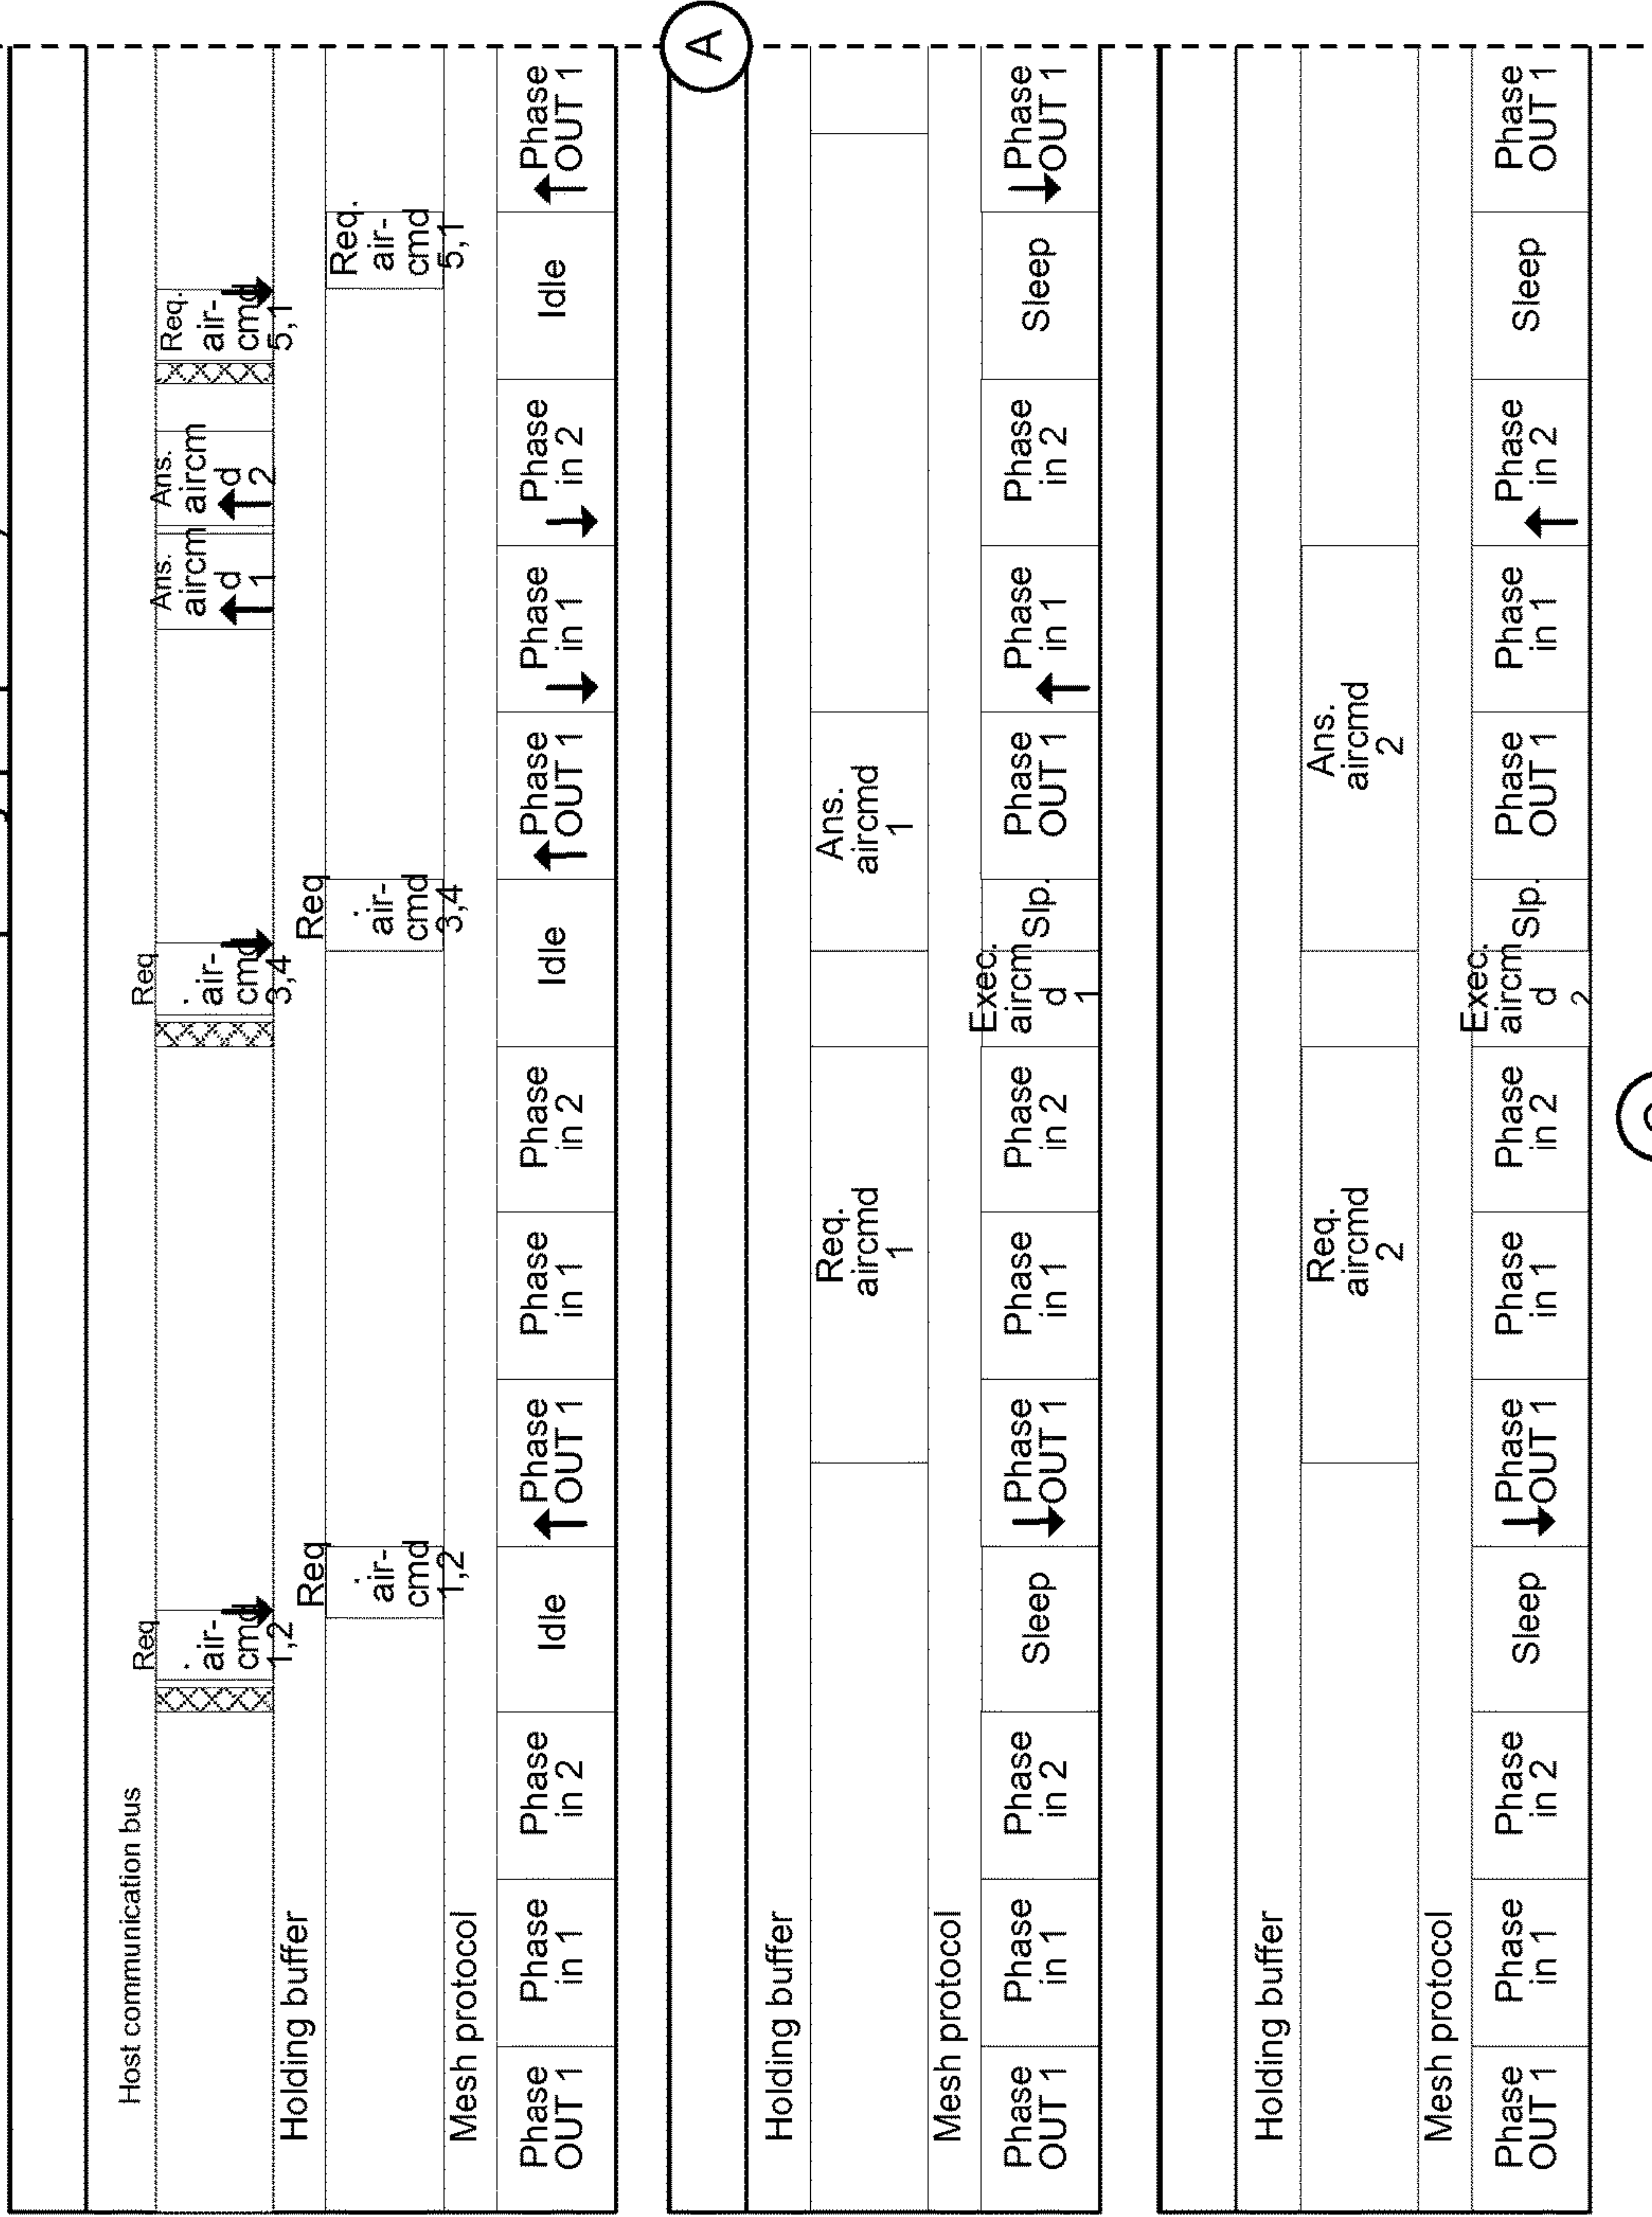 A
Host communication bus
Req
.
air-
cmd
1,2
Req
.
air-
cmd
3,4
Ans.
aircm
d
1
Ans.
aircm
d
2
Req.
air-
cmd
5,1
Holding buffer
Req
.
air-
cmd
1,2
Req
.
air-
cmd
3,4
Req.
air-
cmd
5,1
Mesh protocol
Phase
OUT 1
Phase
in 1
Phase
in 2
Idle
Phase
OUT 1
Phase
in 1
Phase
in 2
Idle
Phase
OUT 1
Phase
in 1
Phase
in 2
Idle
Phase
OUT 1
Holding buffer
Req.
aircmd
1
Ans.
aircmd
1
Mesh protocol
Phase
OUT 1
Phase
in 1
Phase
in 2
Sleep
Phase
OUT 1
Phase
in 1
Phase
in 2
Exec.
aircm
d
1
Slp.
Phase
OUT 1
Phase
in 1
Phase
in 2
Sleep
Phase
OUT 1
Holding buffer
Req.
aircmd
2
Ans.
aircmd
2
Mesh protocol
Phase
OUT 1
Phase
in 1
Phase
in 2
Sleep
Phase
OUT 1
Phase
in 1
Phase
in 2
Exec.
aircm
d
2
Slp.
Phase
OUT 1
Phase
in 1
Phase
in 2
Sleep
Phase
OUT 1